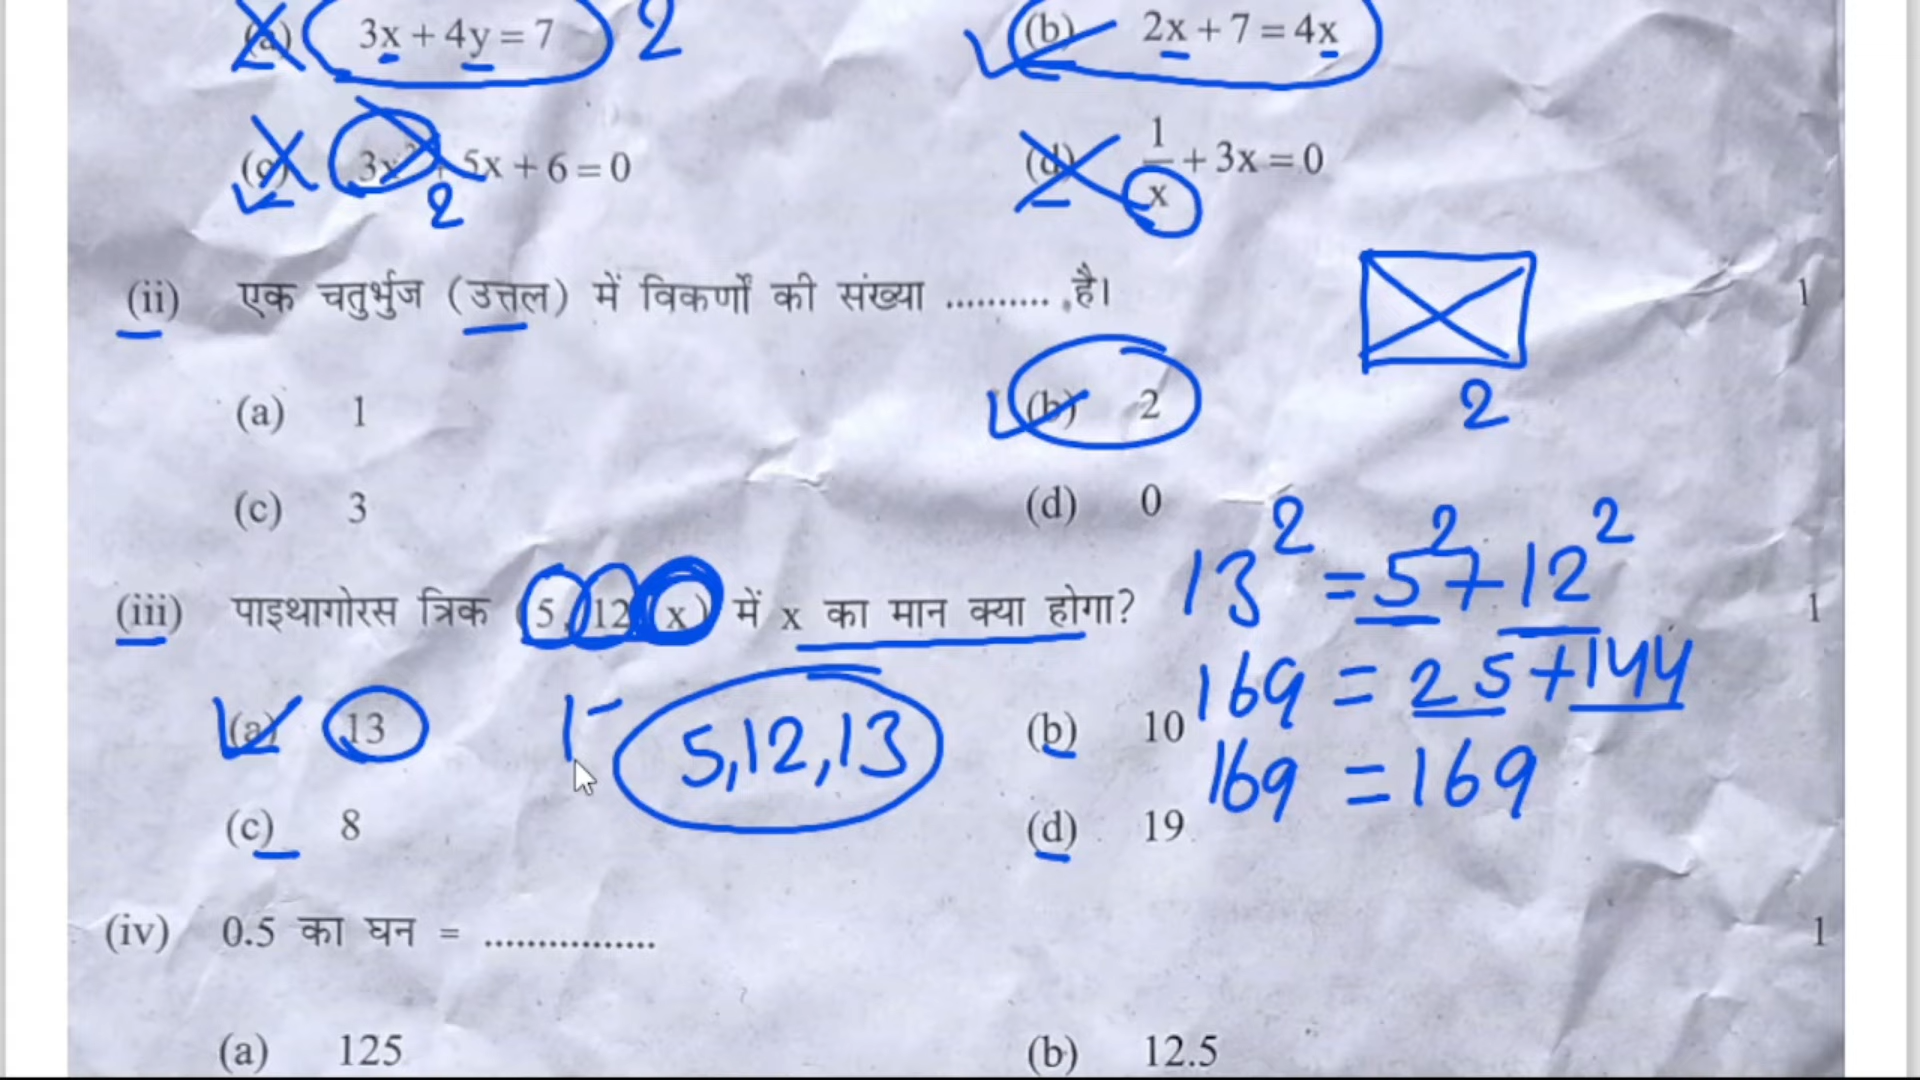 (a) 3x + 4y = 7 2 (b) 2x + 7 = 4x
(c) 3x² + 5x + 6 = 0 (d) 1/x + 3x = 0
2
(ii) एक चतुर्भुज (उत्तल) में विकर्णों की संख्या .......... है। 1
(a) 1 (b) 2 2
(c) 3 (d) 0
(iii) पाइथागोरस त्रिक (5, 12, x) में x का मान क्या होगा? 13² = 5² + 12² 1
169 = 25 + 144
(a) 13 5,12,13 (b) 10
169 = 169
(c) 8 (d) 19
(iv) 0.5 का घन = ................ 1
(a) 125 (b) 12.5